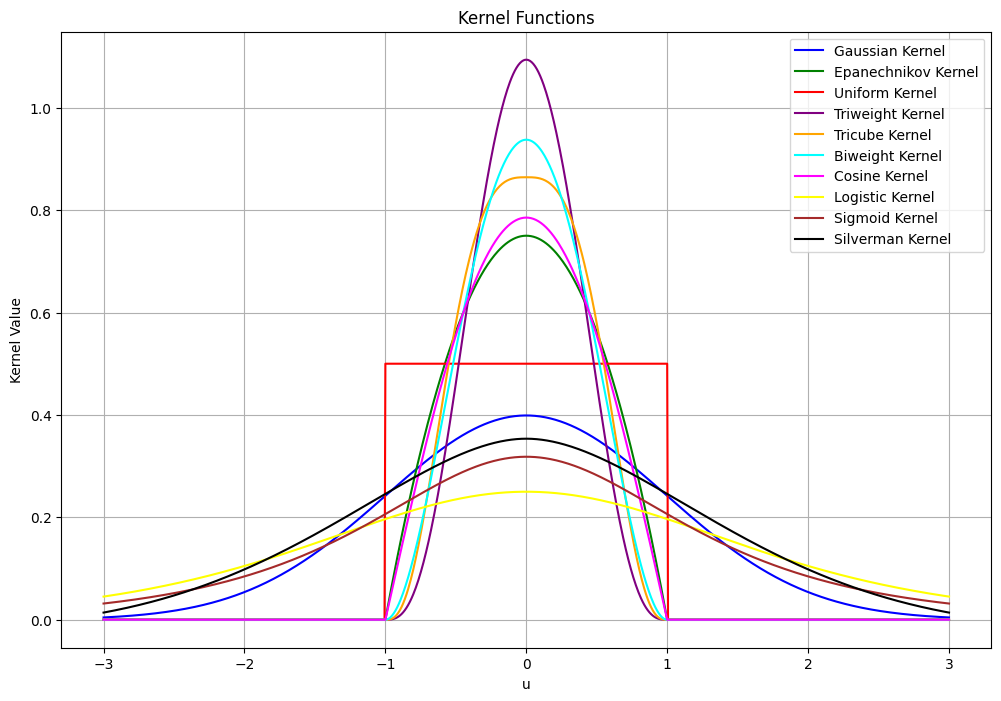 Kernel Functions
Gaussian Kernel
Epanechnikov Kernel
Uniform Kernel
Triweight Kernel
Tricube Kernel
Biweight Kernel
Cosine Kernel
Logistic Kernel
Sigmoid Kernel
Silverman Kernel
Kernel Value
1.0
0.8
0.6
0.4
0.2
0.0
−3
−2
−1
0
1
2
3
u